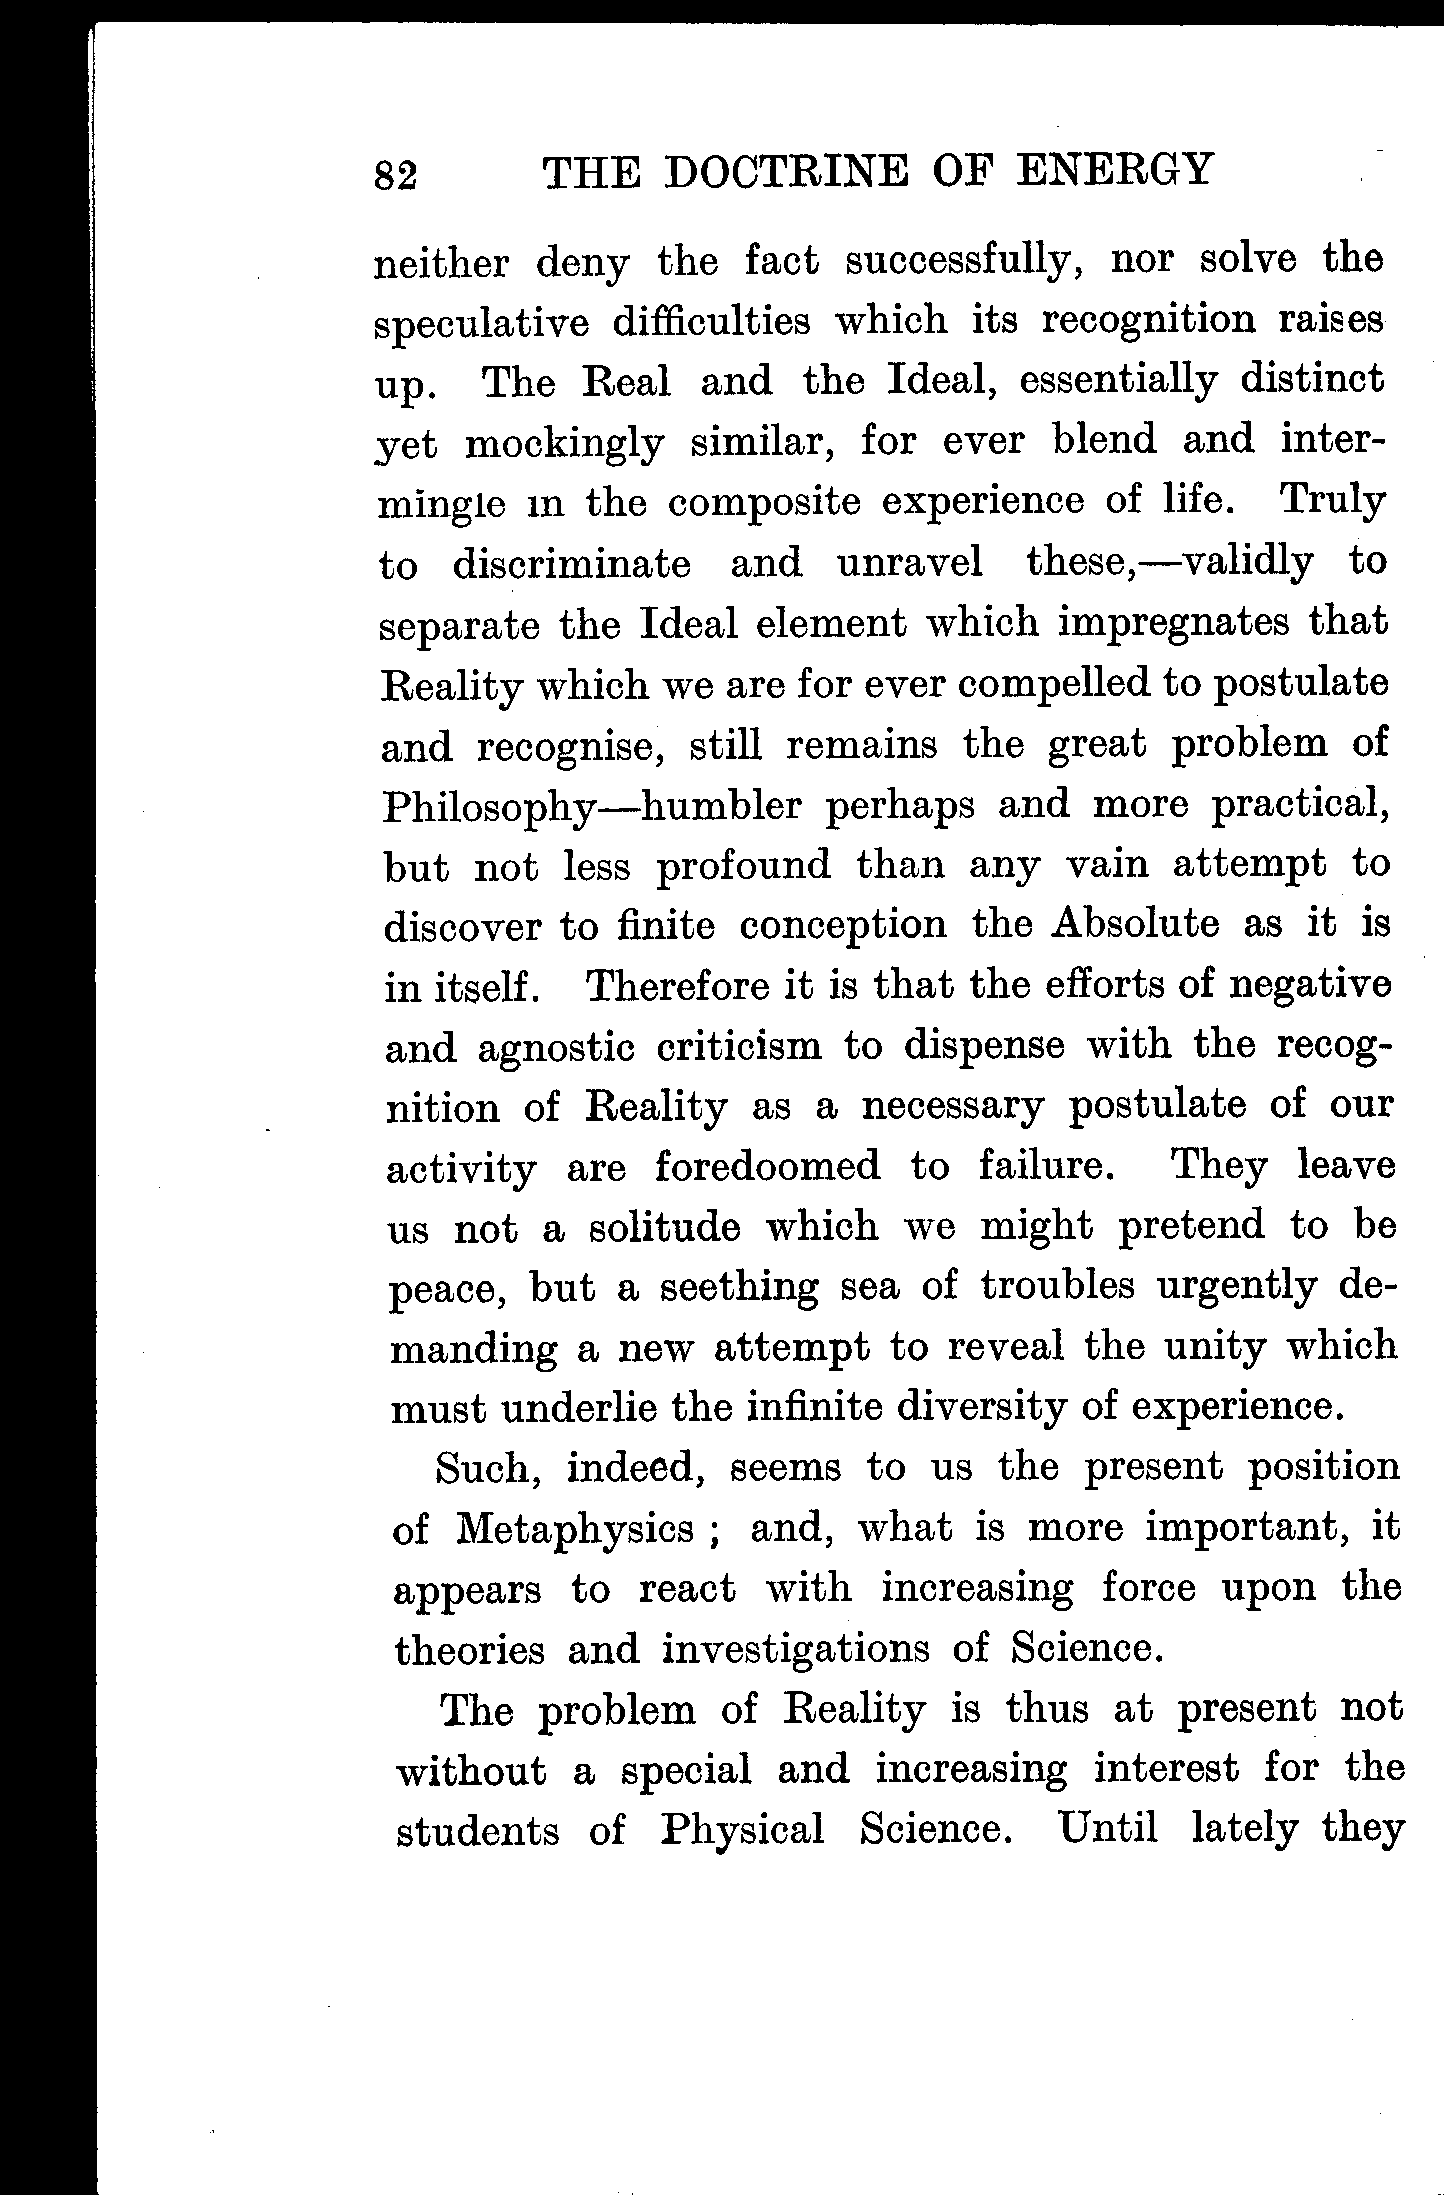 82 THE DOCTRINE OF ENERGY
neither deny the fact successfully, nor solve the
speculative difficulties which its recognition raises
up. The Real and the Ideal, essentially distinct
yet mockingly similar, for ever blend and inter-
mingle in the composite experience of life. Truly
to discriminate and unravel these,—validly to
separate the Ideal element which impregnates that
Reality which we are for ever compelled to postulate
and recognise, still remains the great problem of
Philosophy—humbler perhaps and more practical,
but not less profound than any vain attempt to
discover to finite conception the Absolute as it is
in itself. Therefore it is that the efforts of negative
and agnostic criticism to dispense with the recog-
nition of Reality as a necessary postulate of our
activity are foredoomed to failure. They leave
us not a solitude which we might pretend to be
peace, but a seething sea of troubles urgently de-
manding a new attempt to reveal the unity which
must underlie the infinite diversity of experience.
Such, indeed, seems to us the present position
of Metaphysics ; and, what is more important, it
appears to react with increasing force upon the
theories and investigations of Science.
The problem of Reality is thus at present not
without a special and increasing interest for the
students of Physical Science. Until lately they